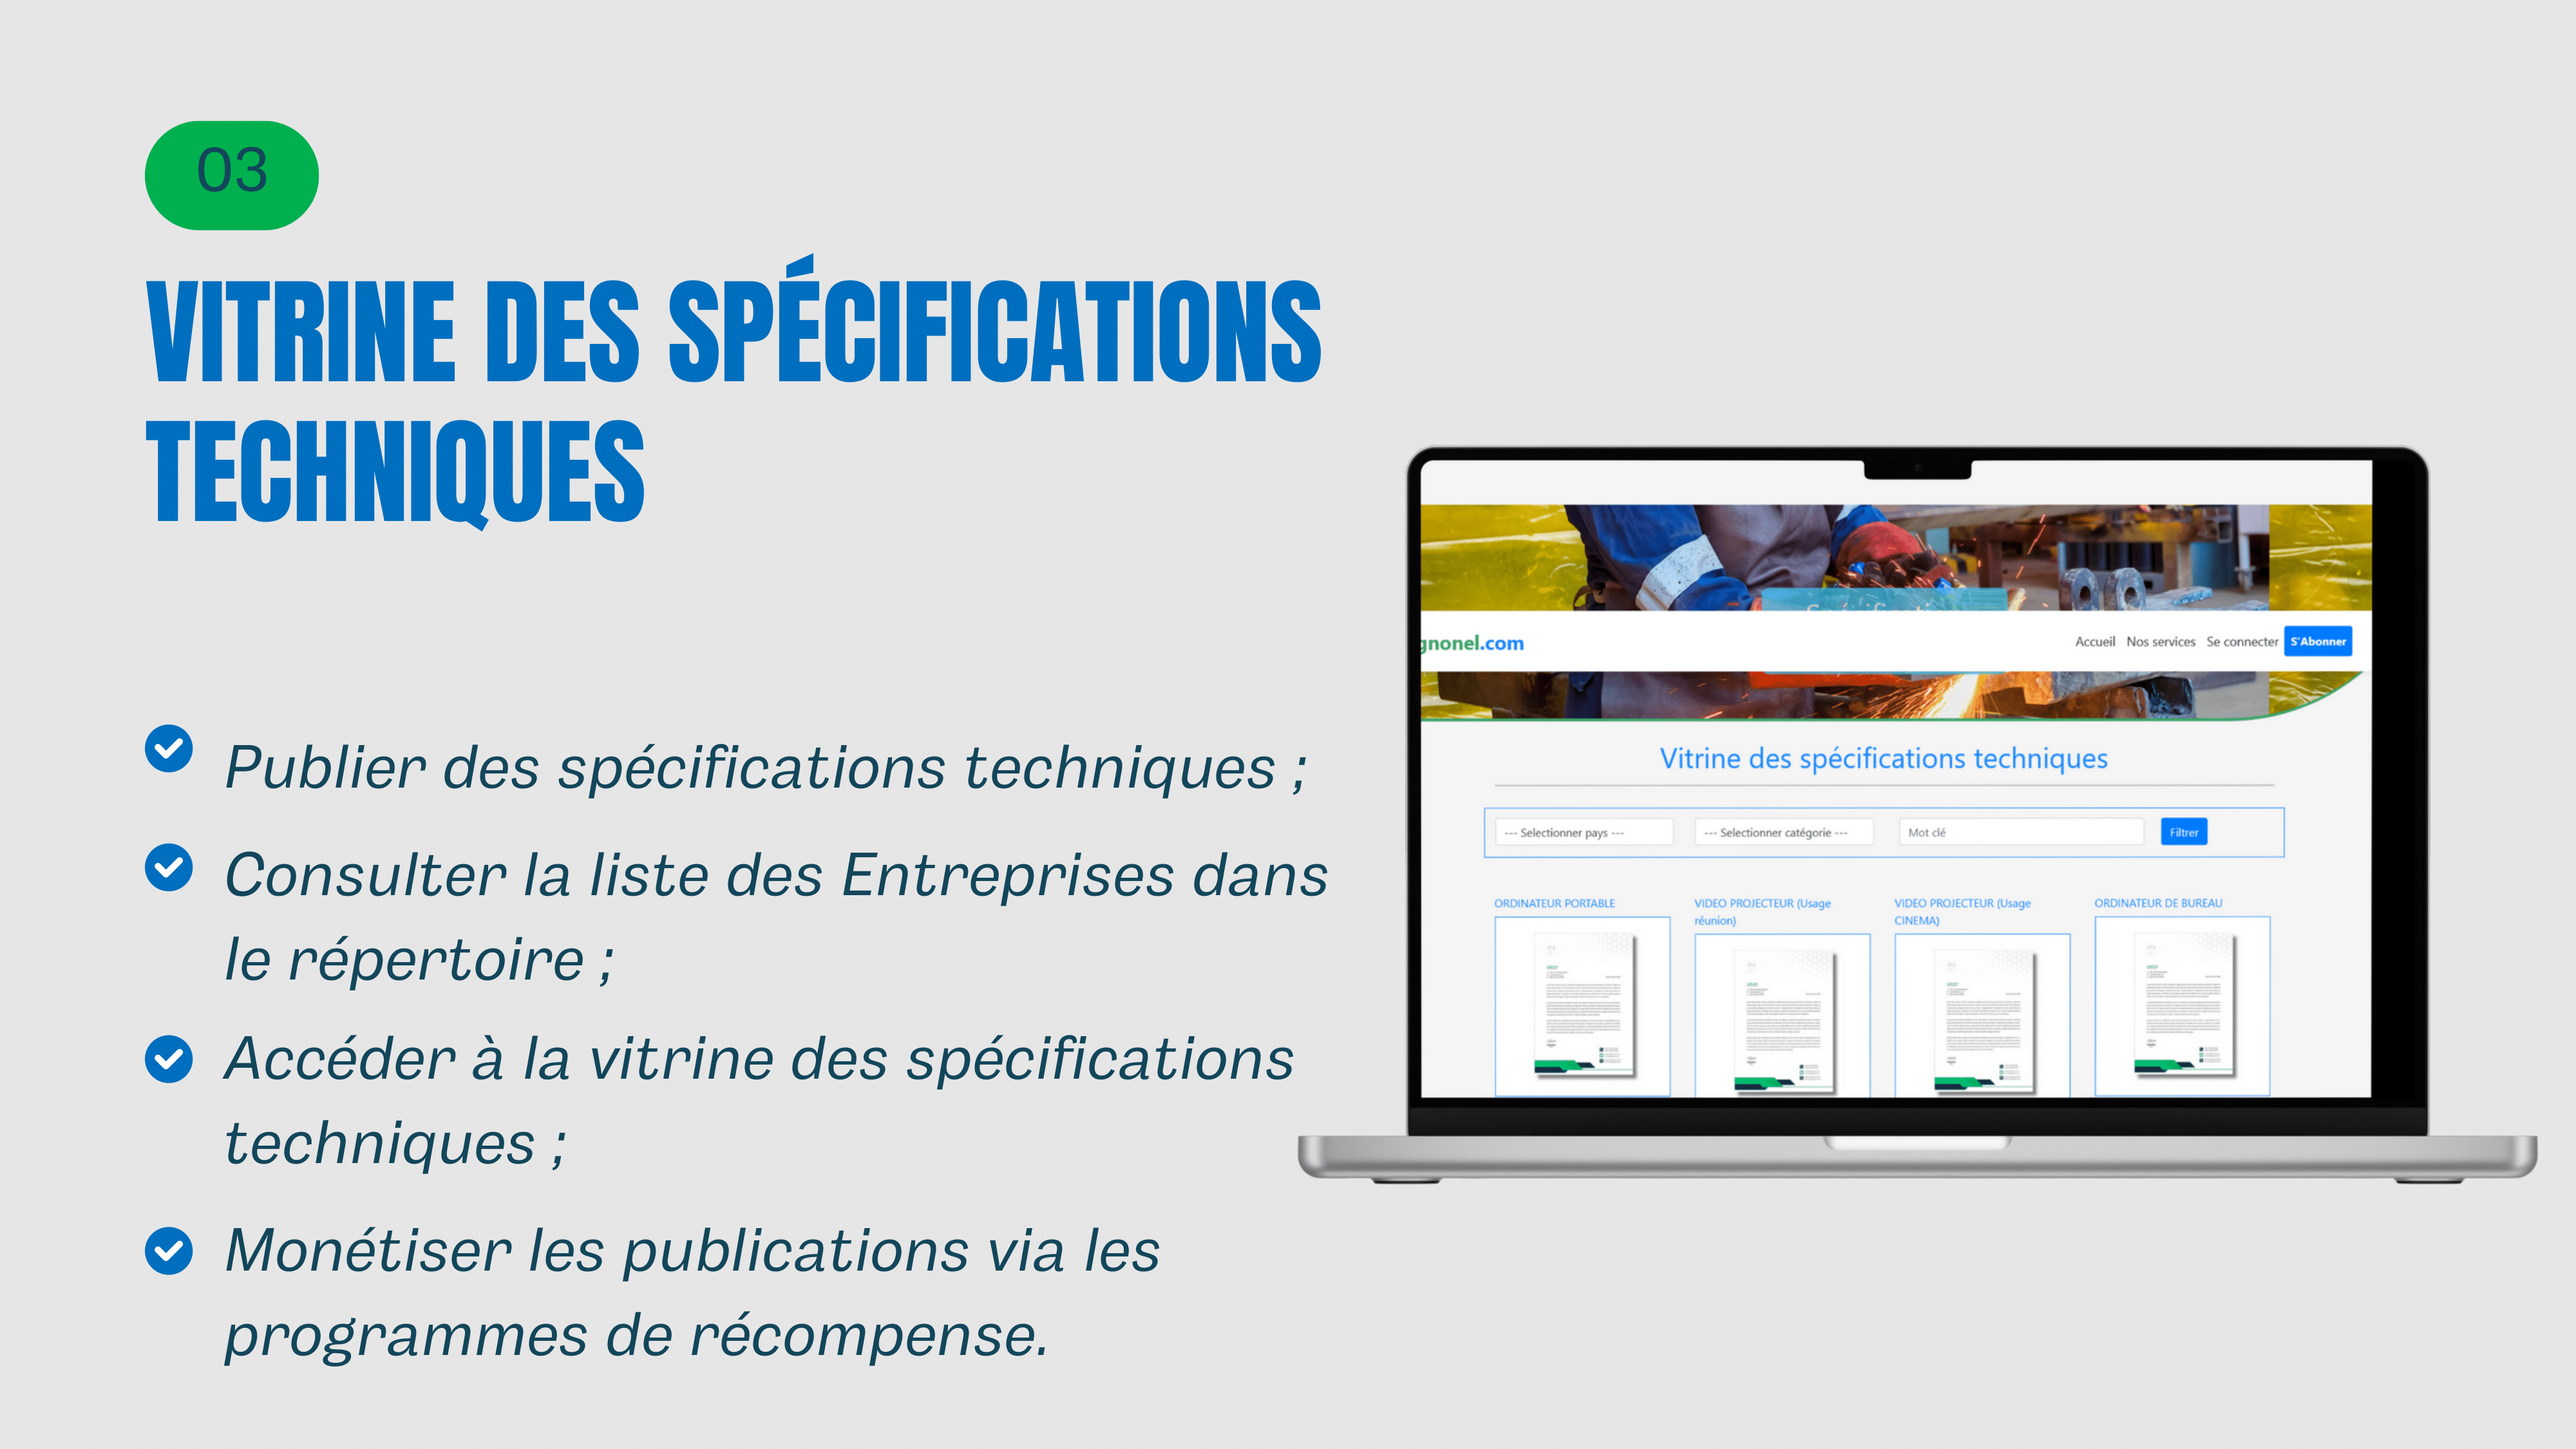 03
VITRINE DES SPÉCIFICATIONS
TECHNIQUES
Publier des spécifications techniques ;
Consulter la liste des Entreprises dans
le répertoire ;
Accéder à la vitrine des spécifications
techniques ;
Monétiser les publications via les
programmes de récompense.
gnonel.com
Accueil Nos services Se connecter S'Abonner
Vitrine des spécifications techniques
--- Selectionner pays --- --- Selectionner catégorie --- Mot clé Filtrer
ORDINATEUR PORTABLE
VIDEO PROJECTEUR (Usage
réunion)
VIDEO PROJECTEUR (Usage
CINEMA)
ORDINATEUR DE BUREAU